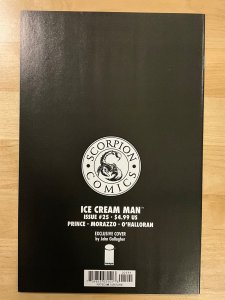 SCORPION
COMICS
ICE CREAM MAN™
ISSUE #25 · $4.99 US
PRINCE · MORAZZO · O'HALLORAN
EXCLUSIVE COVER
by John Gallagher